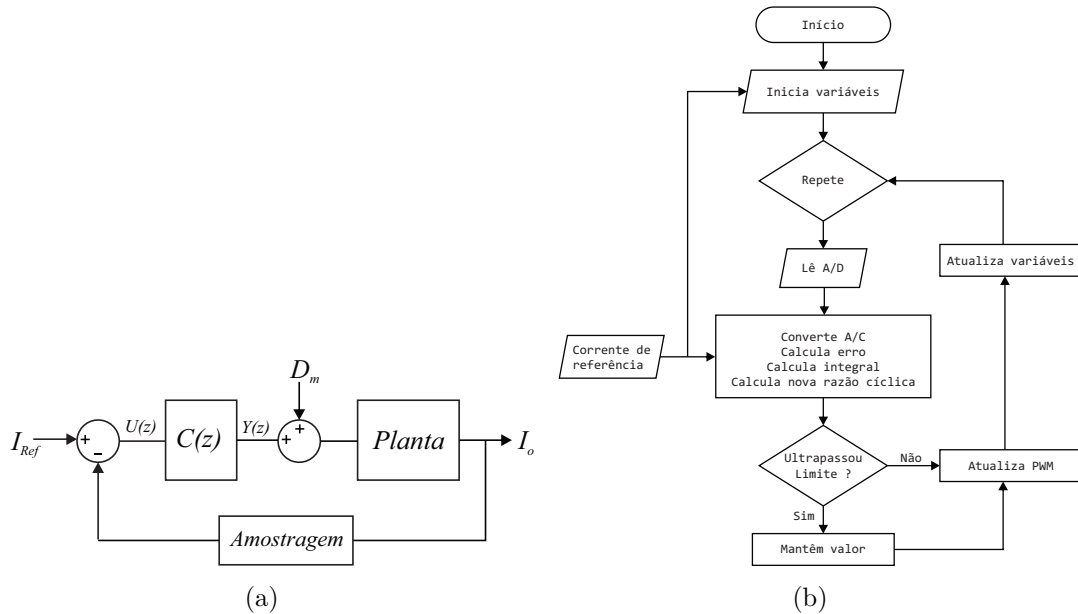 D_m
I_Ref
+
-
U(z)
C(z)
Y(z)
+
+
Planta
I_o
Amostragem
(a)
Início
Inicia variáveis
Repete
Lê A/D
Atualiza variáveis
Corrente de
referência
Converte A/C
Calcula erro
Calcula integral
Calcula nova razão cíclica
Ultrapassou
Limite ?
Não
Atualiza PWM
Sim
Mantêm valor
(b)